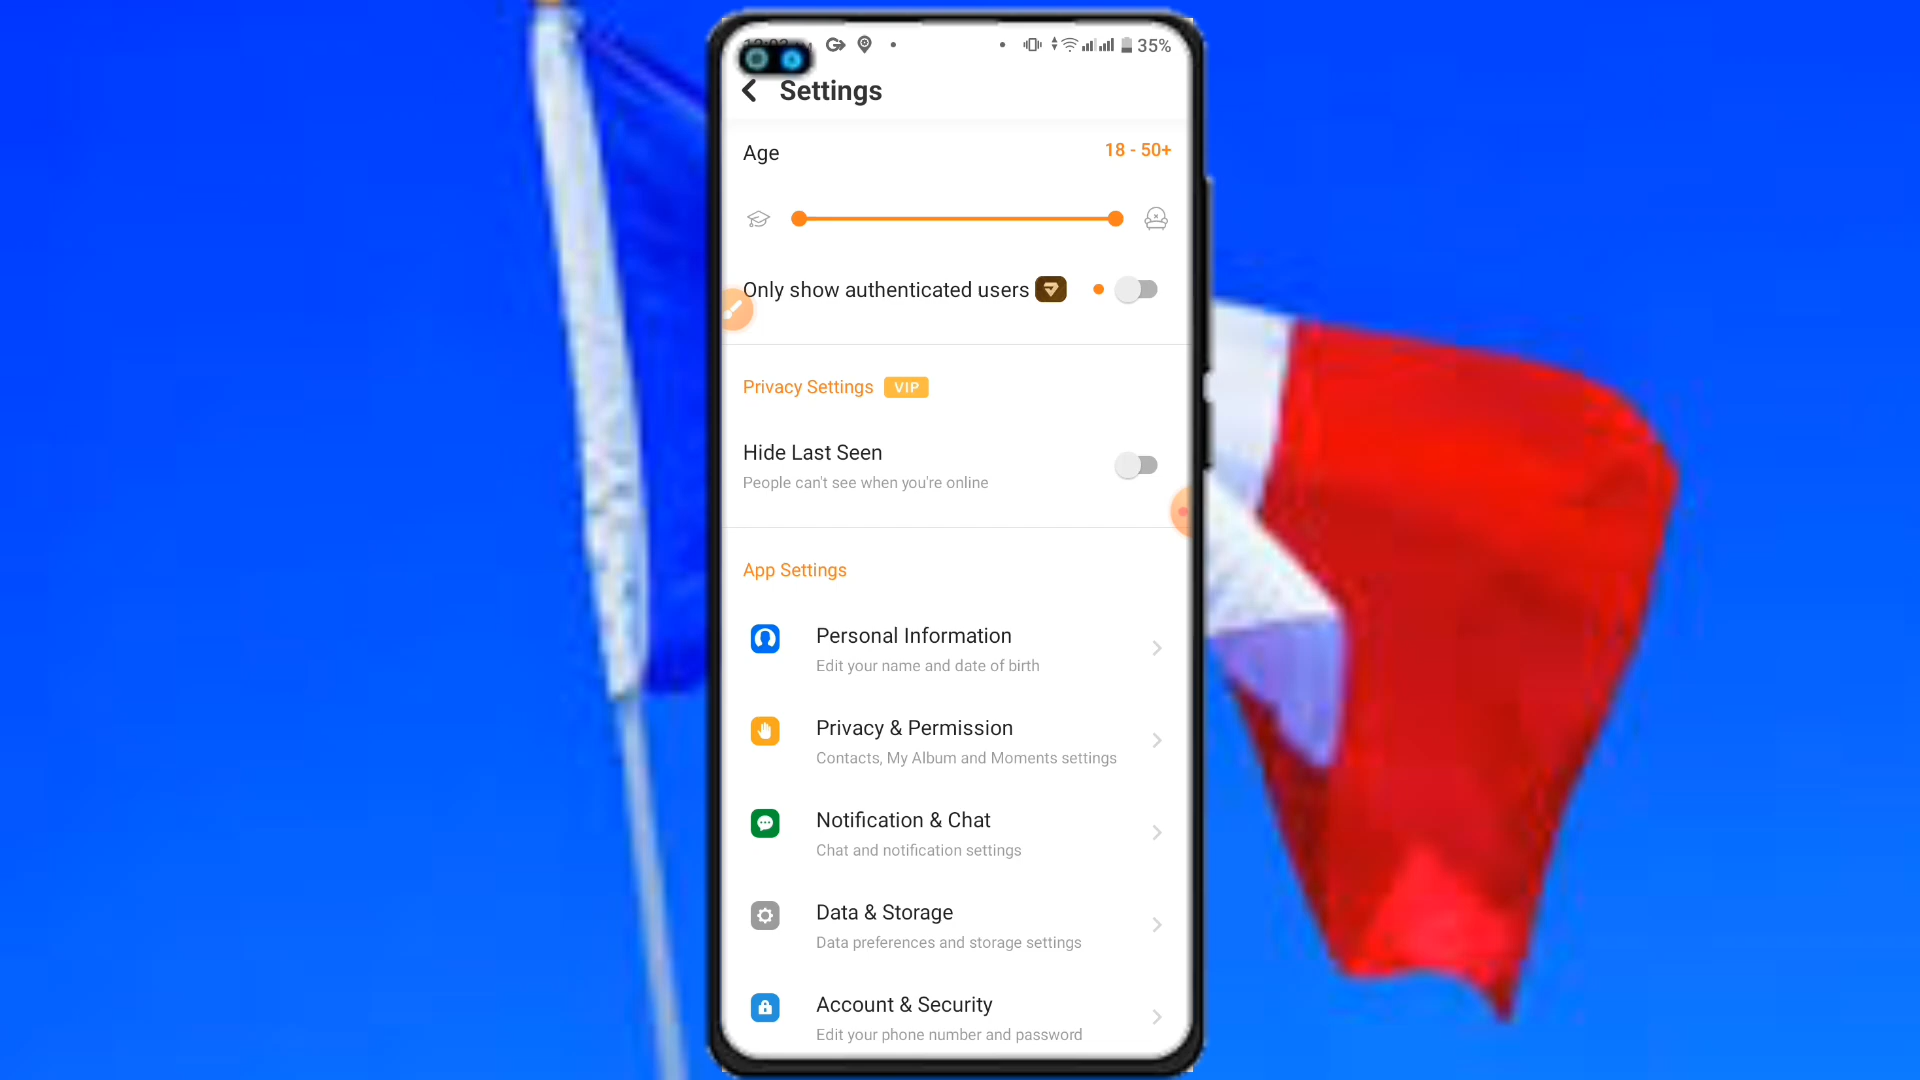 35%
Settings
Age
18 - 50+
Only show authenticated users
Privacy Settings VIP
Hide Last Seen
People can't see when you're online
App Settings
Personal Information
Edit your name and date of birth
Privacy & Permission
Contacts, My Album and Moments settings
Notification & Chat
Chat and notification settings
Data & Storage
Data preferences and storage settings
Account & Security
Edit your phone number and password